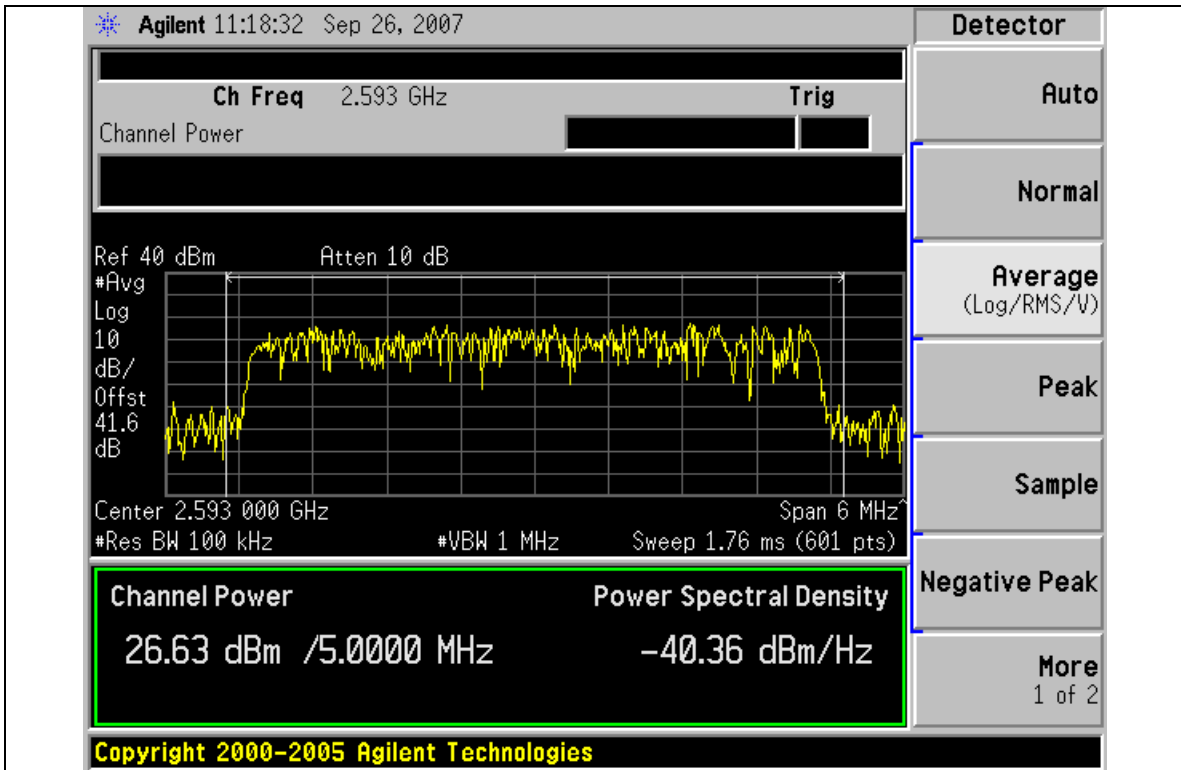 Agilent 11:18:32 Sep 26, 2007
Detector
Ch Freq 2.593 GHz Trig
Channel Power
Auto
Normal
Average
(Log/RMS/V)
Peak
Sample
Negative Peak
More
1 of 2
Ref 40 dBm Atten 10 dB
#Avg
Log
10
dB/
Offst
41.6
dB
Center 2.593 000 GHz Span 6 MHz^
#Res BW 100 kHz #VBW 1 MHz Sweep 1.76 ms (601 pts)
Channel Power Power Spectral Density
26.63 dBm /5.0000 MHz -40.36 dBm/Hz
Copyright 2000-2005 Agilent Technologies